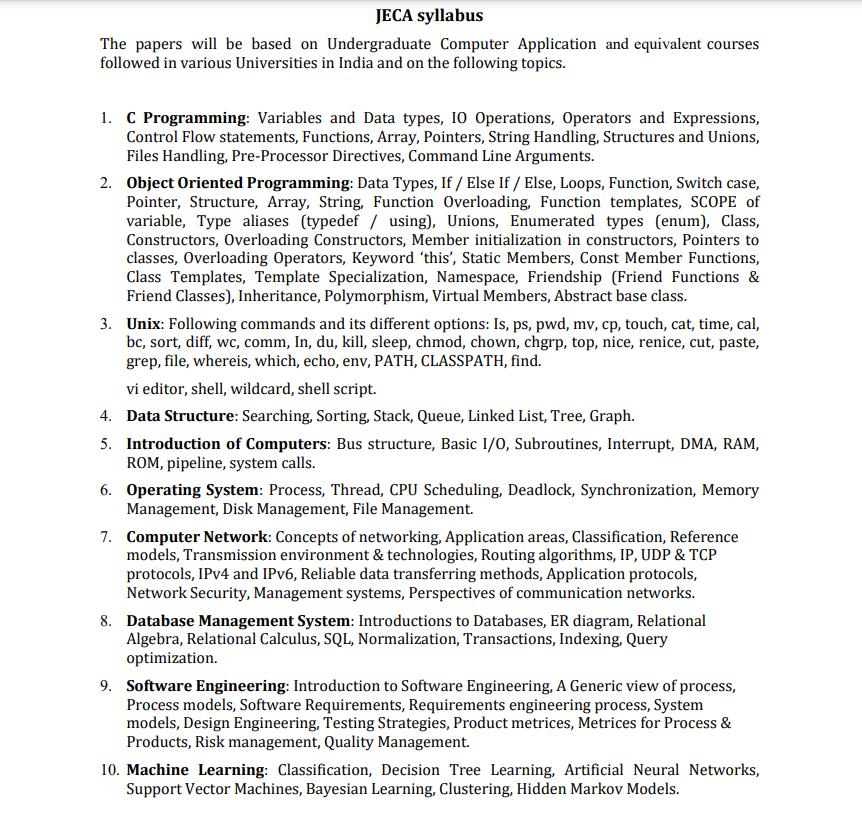 JECA syllabus
The papers will be based on Undergraduate Computer Application and equivalent courses
followed in various Universities in India and on the following topics.
1. C Programming: Variables and Data types, IO Operations, Operators and Expressions,
Control Flow statements, Functions, Array, Pointers, String Handling, Structures and Unions,
Files Handling, Pre-Processor Directives, Command Line Arguments.
2. Object Oriented Programming: Data Types, If / Else If / Else, Loops, Function, Switch case,
Pointer, Structure, Array, String, Function Overloading, Function templates, SCOPE of
variable, Type aliases (typedef / using), Unions, Enumerated types (enum), Class,
Constructors, Overloading Constructors, Member initialization in constructors, Pointers to
classes, Overloading Operators, Keyword ‘this’, Static Members, Const Member Functions,
Class Templates, Template Specialization, Namespace, Friendship (Friend Functions &
Friend Classes), Inheritance, Polymorphism, Virtual Members, Abstract base class.
3. Unix: Following commands and its different options: Is, ps, pwd, mv, cp, touch, cat, time, cal,
bc, sort, diff, wc, comm, In, du, kill, sleep, chmod, chown, chgrp, top, nice, renice, cut, paste,
grep, file, whereis, which, echo, env, PATH, CLASSPATH, find.
vi editor, shell, wildcard, shell script.
4. Data Structure: Searching, Sorting, Stack, Queue, Linked List, Tree, Graph.
5. Introduction of Computers: Bus structure, Basic I/O, Subroutines, Interrupt, DMA, RAM,
ROM, pipeline, system calls.
6. Operating System: Process, Thread, CPU Scheduling, Deadlock, Synchronization, Memory
Management, Disk Management, File Management.
7. Computer Network: Concepts of networking, Application areas, Classification, Reference
models, Transmission environment & technologies, Routing algorithms, IP, UDP & TCP
protocols, IPv4 and IPv6, Reliable data transferring methods, Application protocols,
Network Security, Management systems, Perspectives of communication networks.
8. Database Management System: Introductions to Databases, ER diagram, Relational
Algebra, Relational Calculus, SQL, Normalization, Transactions, Indexing, Query
optimization.
9. Software Engineering: Introduction to Software Engineering, A Generic view of process,
Process models, Software Requirements, Requirements engineering process, System
models, Design Engineering, Testing Strategies, Product metrices, Metrices for Process &
Products, Risk management, Quality Management.
10. Machine Learning: Classification, Decision Tree Learning, Artificial Neural Networks,
Support Vector Machines, Bayesian Learning, Clustering, Hidden Markov Models.